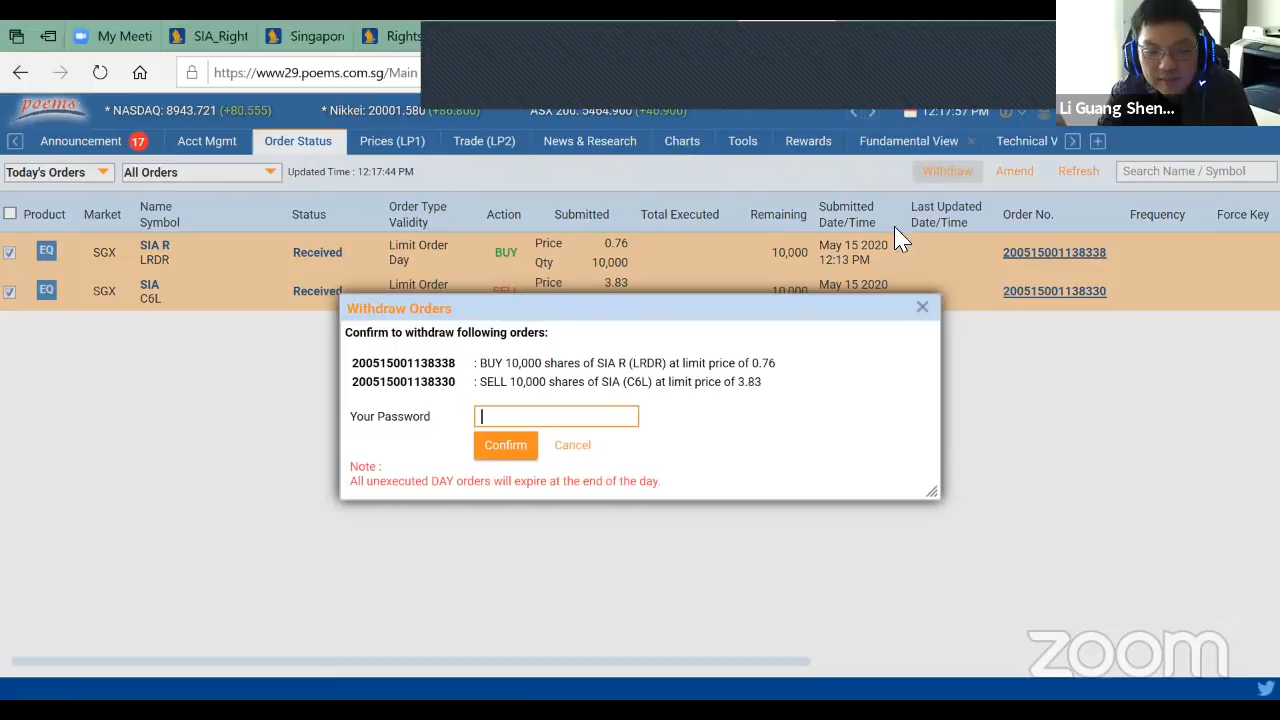 My Meeti
SIA_Right
Singapor
Rights
https://www29.poems.com.sg/Main
Li Guang Shen...
poems
* NASDAQ: 8943.721 (+80.555)
* Nikkei: 20001.580 (+86.800)
ASX 200: 5464.900 (+46.900)
12:17:57 PM
Announcement 17
Acct Mgmt
Order Status
Prices (LP1)
Trade (LP2)
News & Research
Charts
Tools
Rewards
Fundamental View
Technical V
Today's Orders
All Orders
Updated Time : 12:17:44 PM
Withdraw
Amend
Refresh
Search Name / Symbol
Product
Market
Name
Symbol
Status
Order Type
Validity
Action
Submitted
Total Executed
Remaining
Submitted
Date/Time
Last Updated
Date/Time
Order No.
Frequency
Force Key
EQ
SGX
SIA R
LRDR
Received
Limit Order
Day
BUY
Price 0.76
Qty 10,000
10,000
May 15 2020
12:13 PM
200515001138338
EQ
SGX
SIA
C6L
Received
Limit Order
SELL
Price 3.83
10,000
May 15 2020
200515001138330
Withdraw Orders
Confirm to withdraw following orders:
200515001138338 : BUY 10,000 shares of SIA R (LRDR) at limit price of 0.76
200515001138330 : SELL 10,000 shares of SIA (C6L) at limit price of 3.83
Your Password
Confirm
Cancel
Note :
All unexecuted DAY orders will expire at the end of the day.
zoom